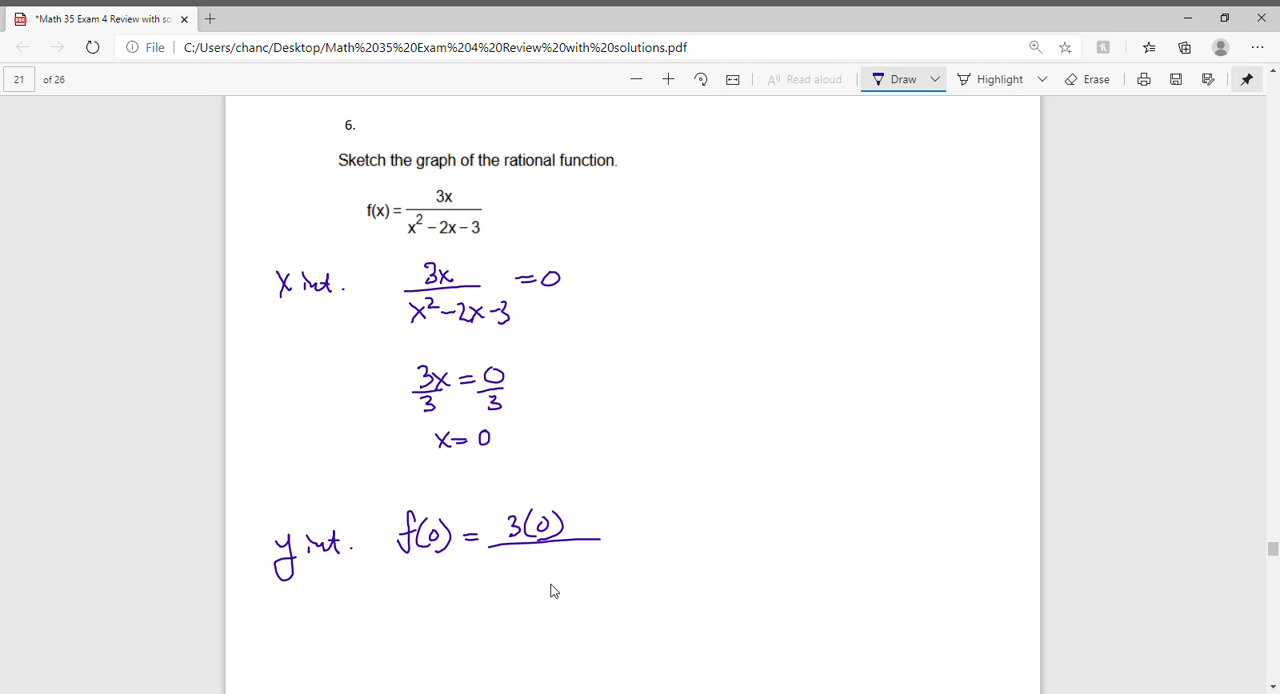 *Math 35 Exam 4 Review with so
File C:/Users/chanc/Desktop/Math%2035%20Exam%204%20Review%20with%20solutions.pdf
21 of 26 Read aloud Draw Highlight Erase
6.
Sketch the graph of the rational function.
f(x) = 3x / (x² − 2x − 3)
x int. 3x / (x² − 2x − 3) = 0
3x/3 = 0/3
x = 0
y int. f(0) = 3(0)